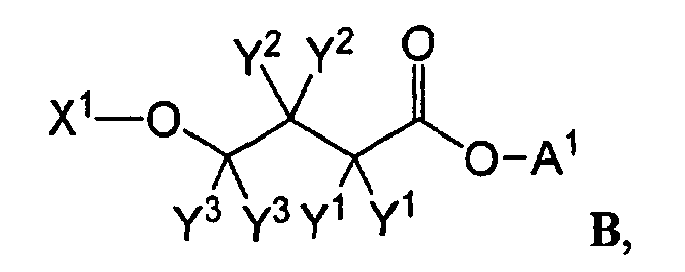 O
Y² Y²
X¹ O
O A¹
Y³ Y³ Y¹ Y¹
B,